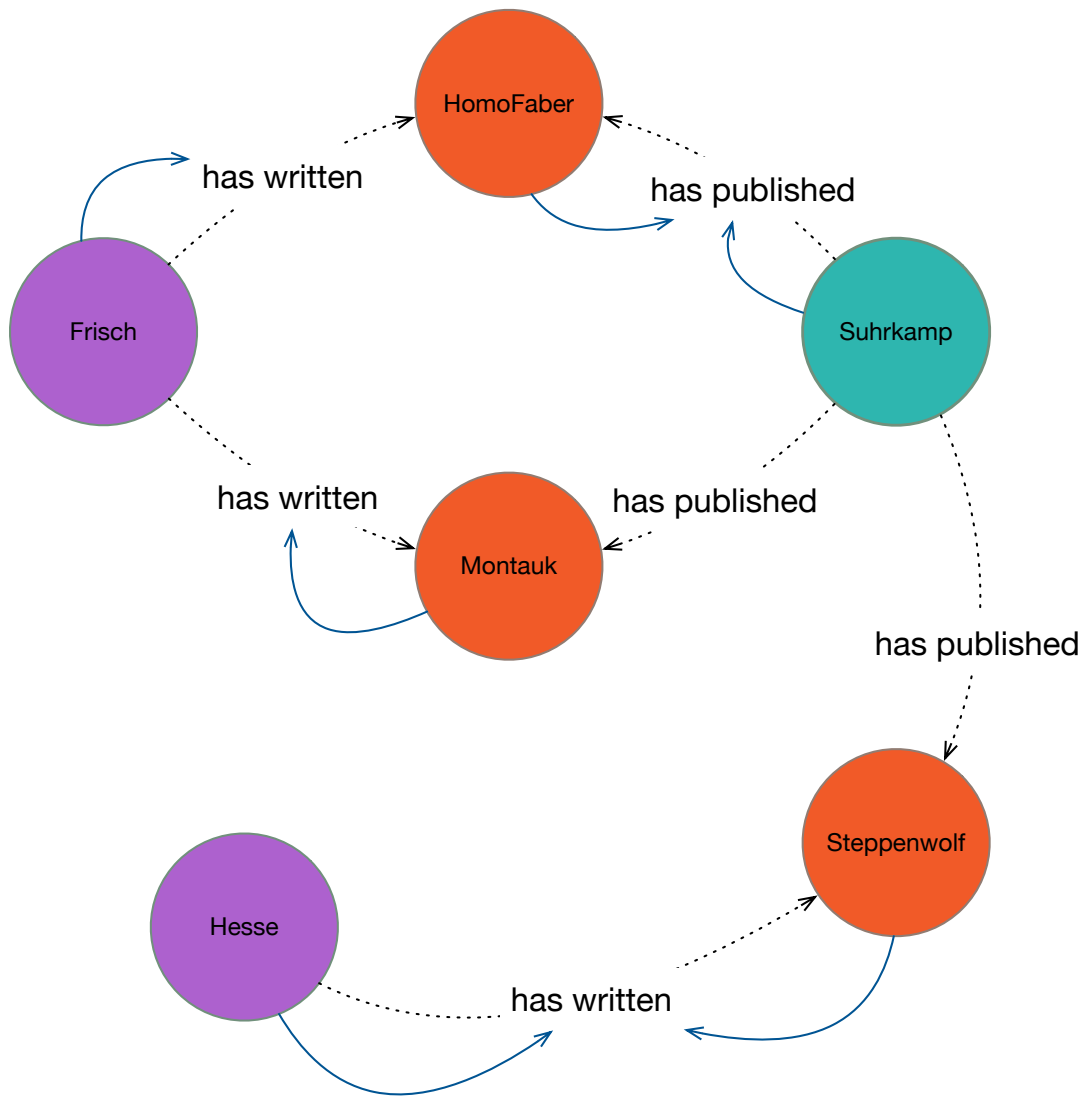 HomoFaber
has written
has published
Frisch
Suhrkamp
has written
has published
Montauk
has published
Steppenwolf
Hesse
has written